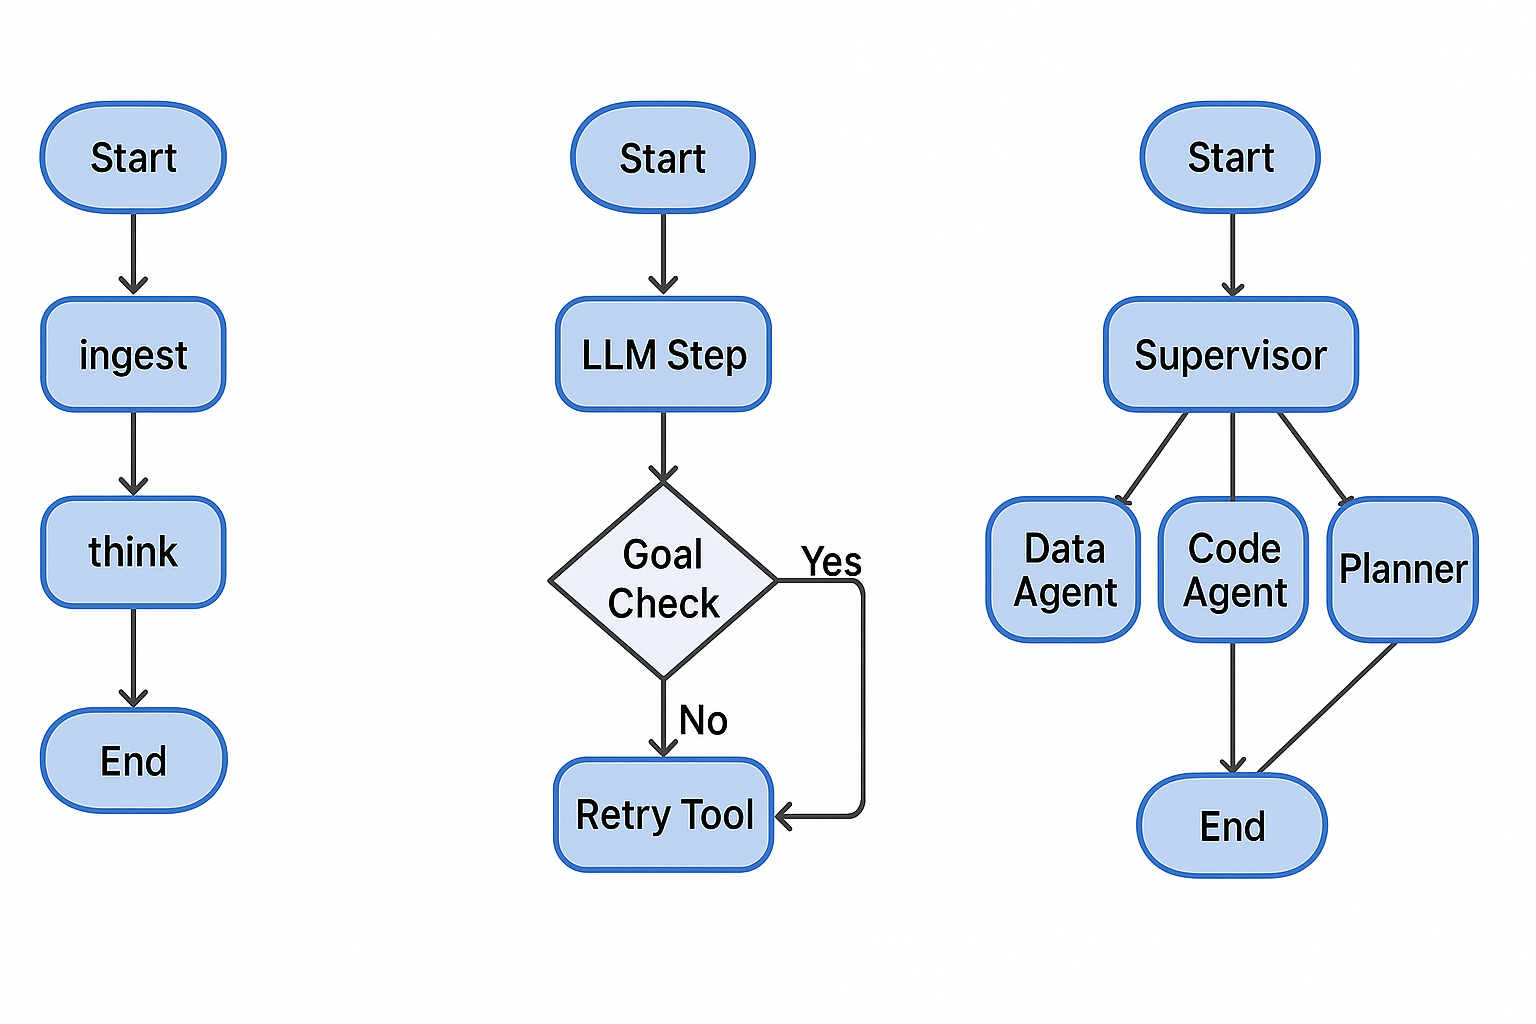 Start
ingest
think
End
Start
LLM Step
Goal
Check
Yes
No
Retry Tool
Start
Supervisor
Data
Agent
Code
Agent
Planner
End